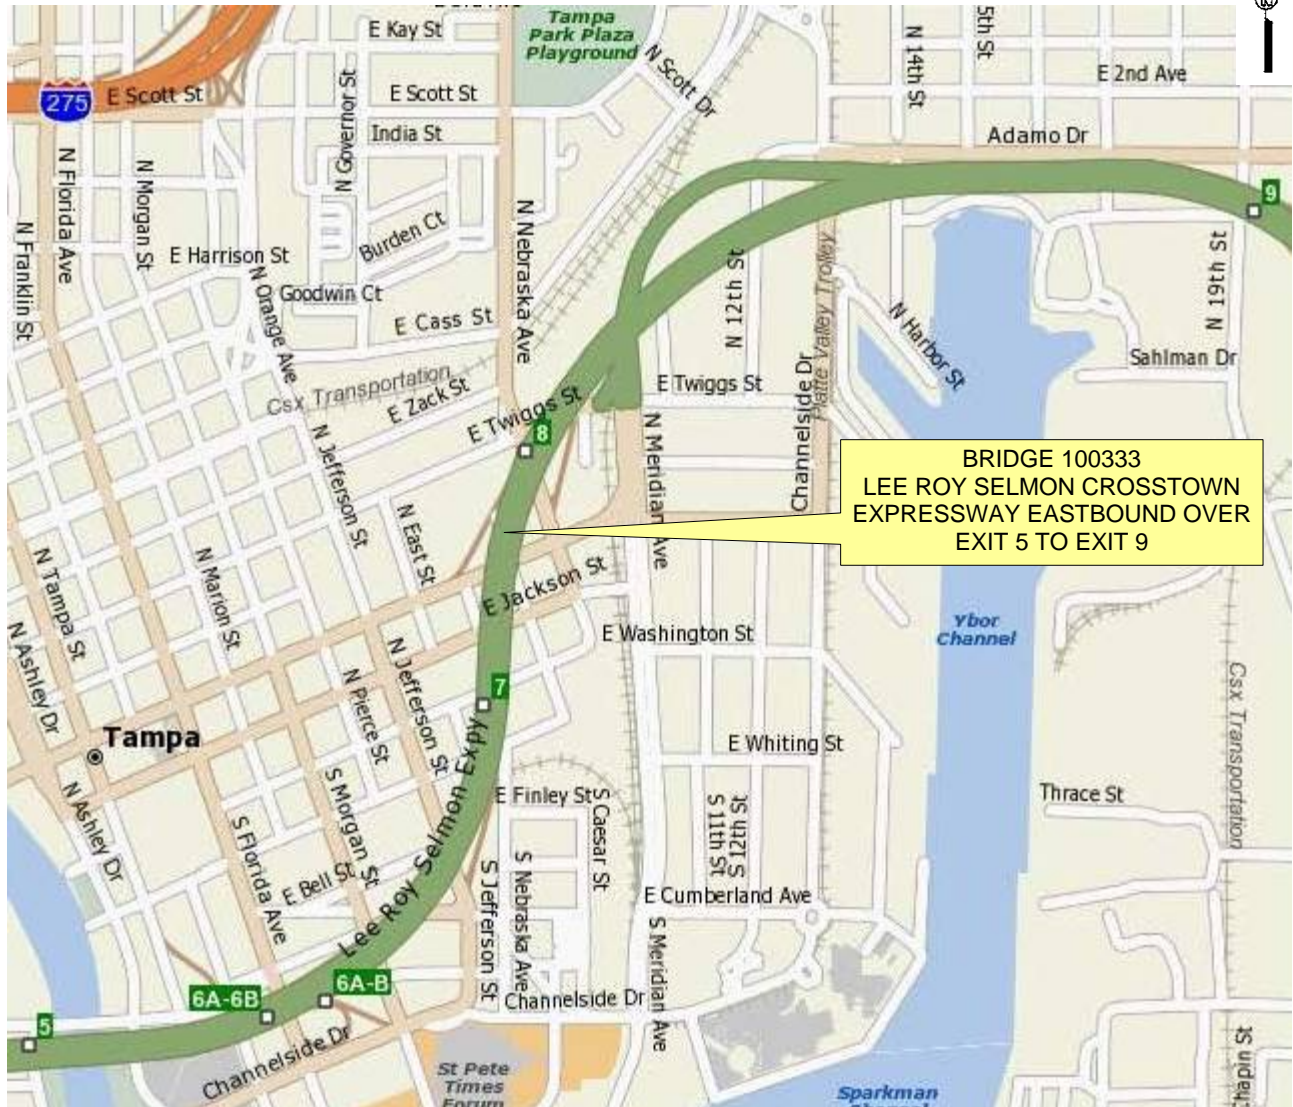 Tampa
Park Plaza
Playground
E Kay St
N Scott Dr
N 14th St
5th St
E 2nd Ave
N
275
E Scott St
E Scott St
N Governor St
India St
Adamo Dr
N Florida Ave
N Morgan St
9
N Franklin St
E Harrison St
Burden Ct
N Nebraska Ave
N 12th St
Platte Valley Trolley
N 19th St
N Orange Ave
Goodwin Ct
E Cass St
N Harbor St
Sahlman Dr
Csx Transportation
E Zack St
E Twiggs St
E Twiggs St
Channelside Dr
8
N Jefferson St
N Meridian Ave
BRIDGE 100333
LEE ROY SELMON CROSSTOWN
EXPRESSWAY EASTBOUND OVER
EXIT 5 TO EXIT 9
N East St
N Tampa St
N Marion St
E Jackson St
N Ashley Dr
E Washington St
Ybor
Channel
N Jefferson St
N Pierce St
7
Csx Transportation
Tampa
E Whiting St
N Ashley Dr
S Morgan St
Lee Roy Selmon Expy
E Finley St
S Caesar St
S 11th St
S 12th St
Thrace St
S Florida Ave
E Bell St
S Jefferson St
S Nebraska Ave
E Cumberland Ave
S Meridian Ave
6A-6B
6A-B
Channelside Dr
5
Channelside Dr
St Pete
Times
Forum
Sparkman
Channel